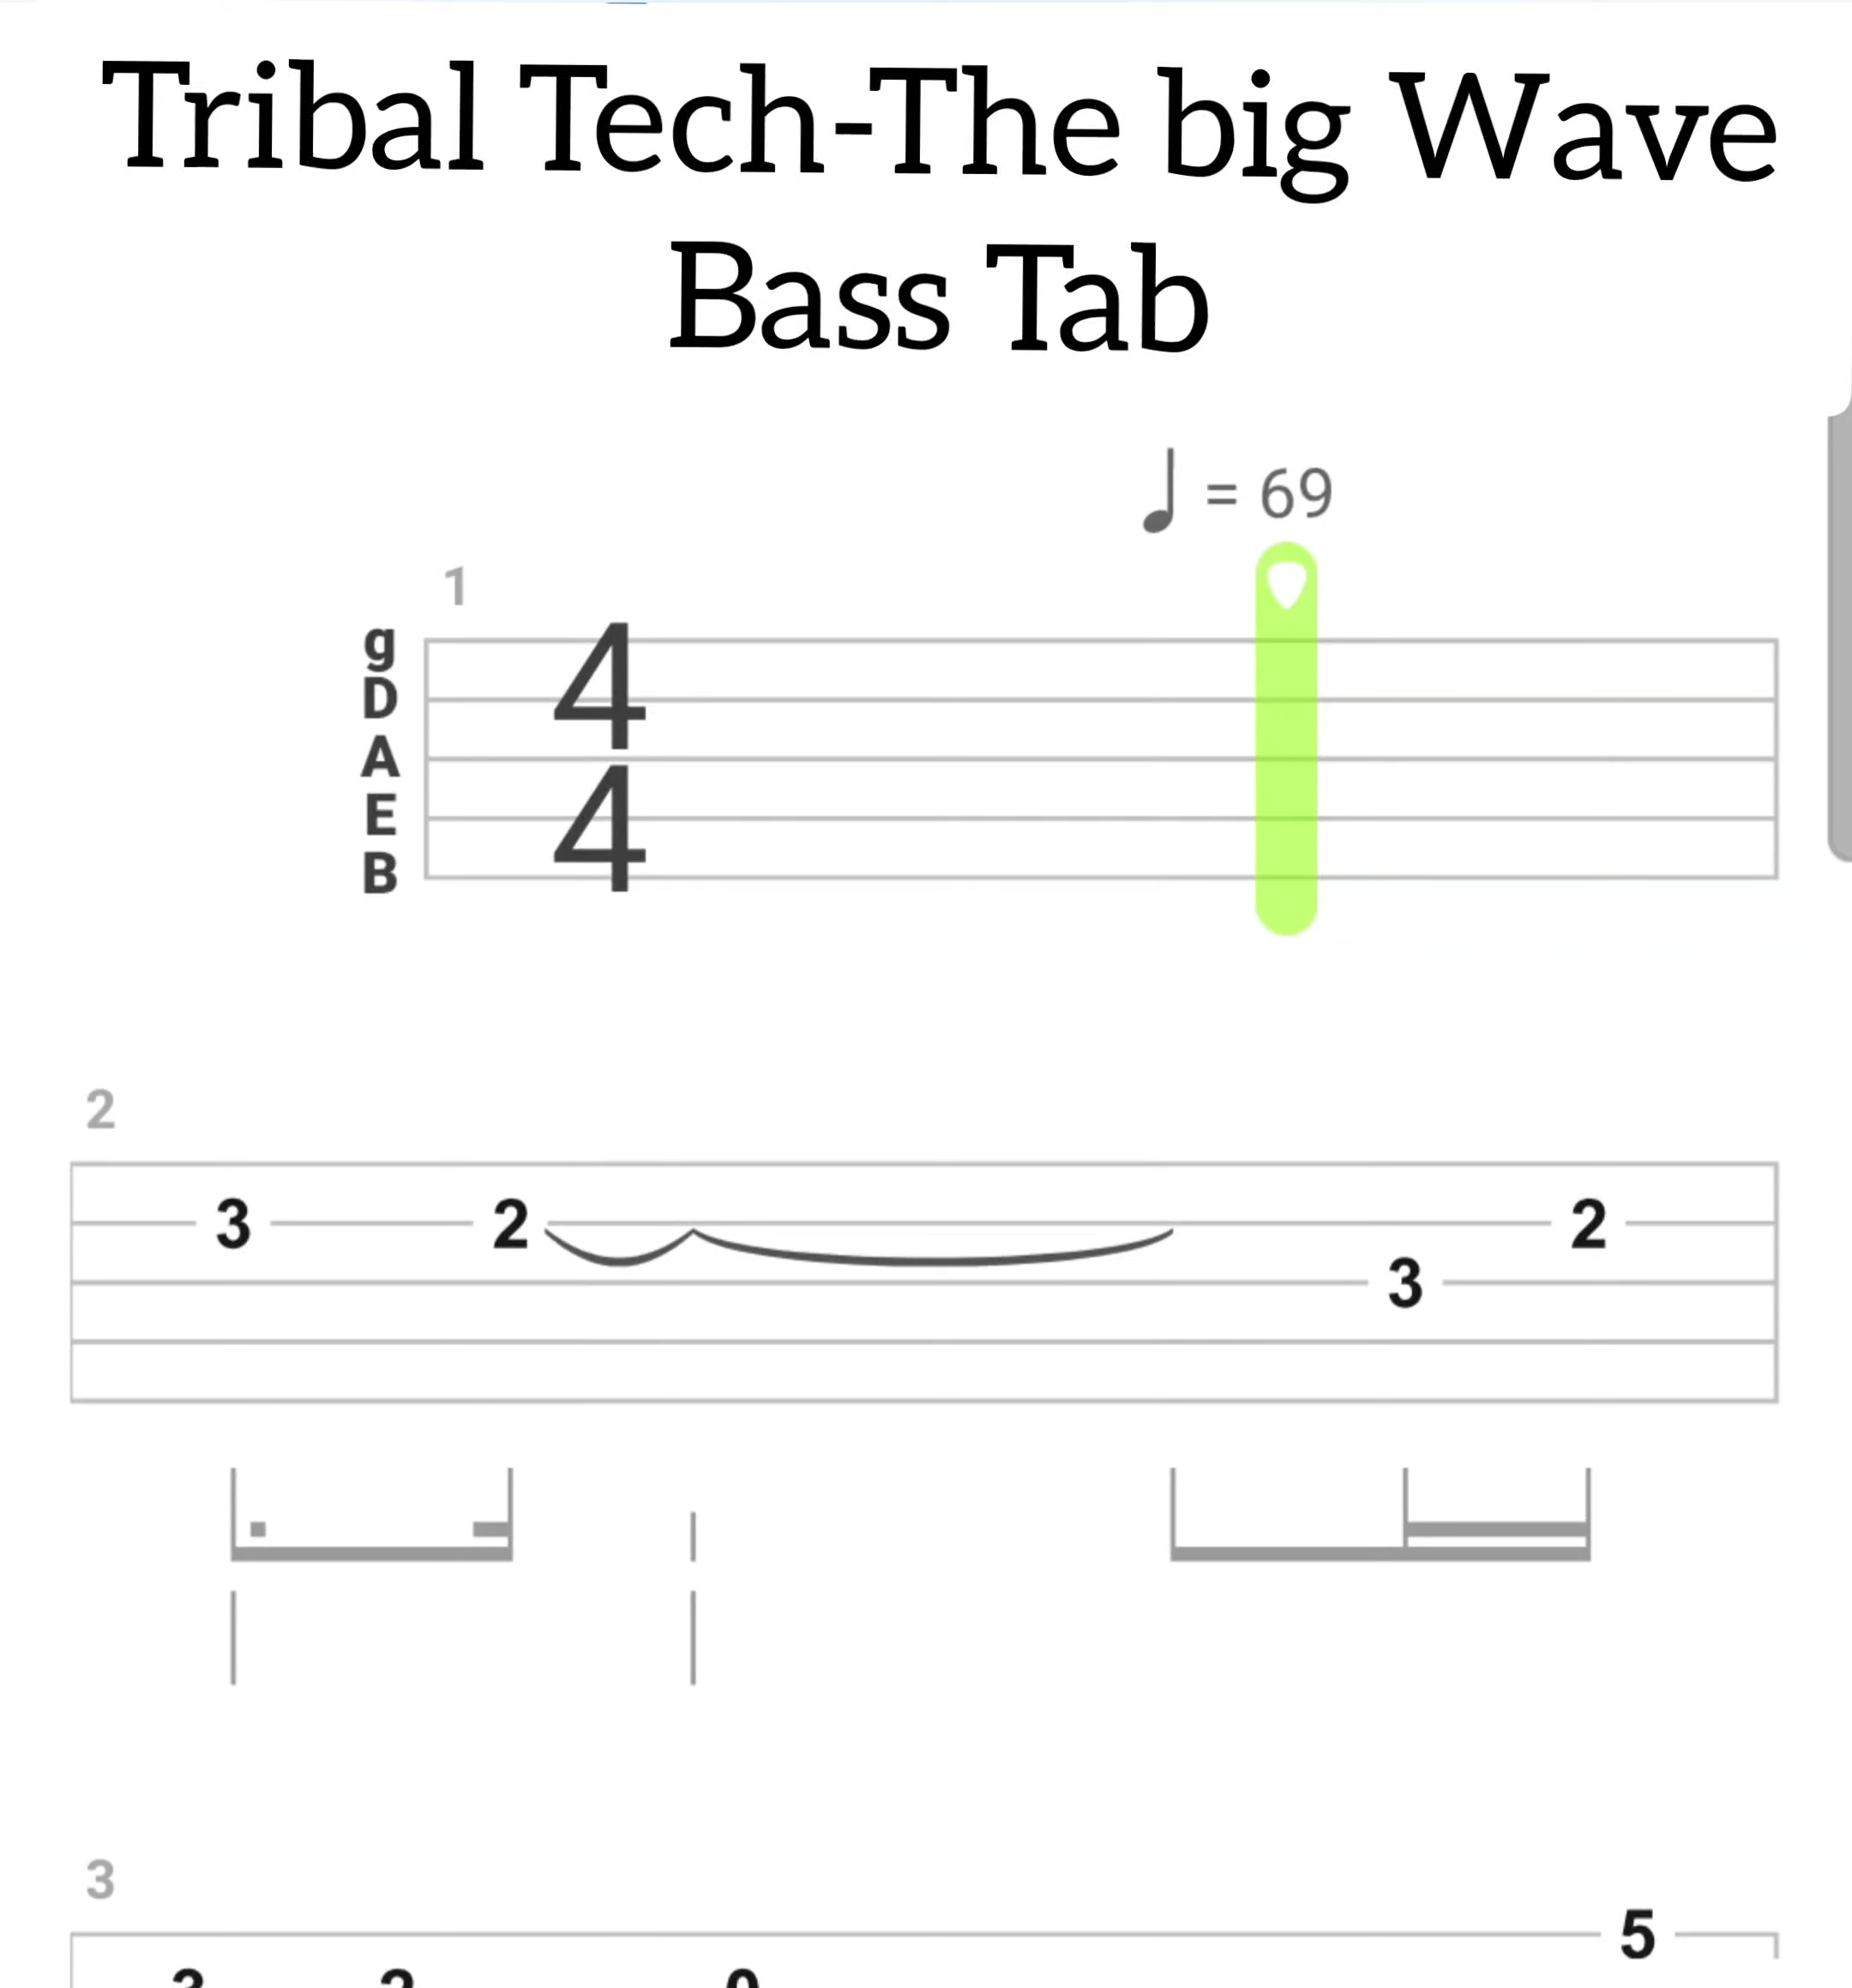 Tribal Tech-The big Wave
Bass Tab
♩ = 69
1
g
D
A
E
B
4
4
2
3 2 3 2
3
5